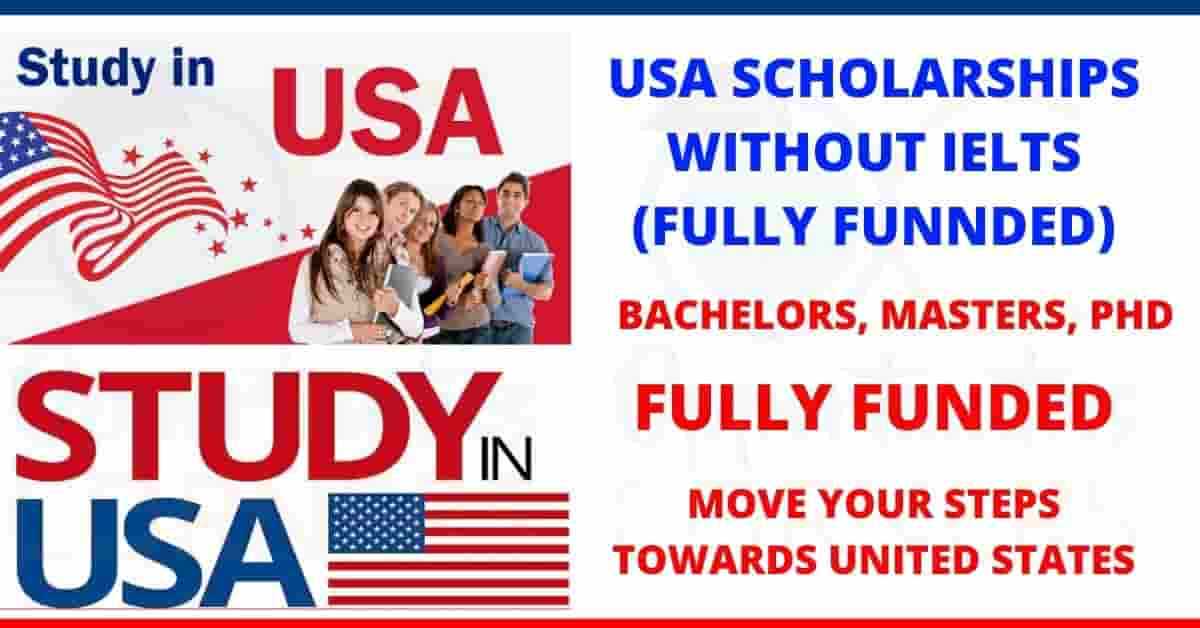 Study in
USA
STUDY IN
USA
USA SCHOLARSHIPS
WITHOUT IELTS
(FULLY FUNNDED)
BACHELORS, MASTERS, PHD
FULLY FUNDED
MOVE YOUR STEPS
TOWARDS UNITED STATES